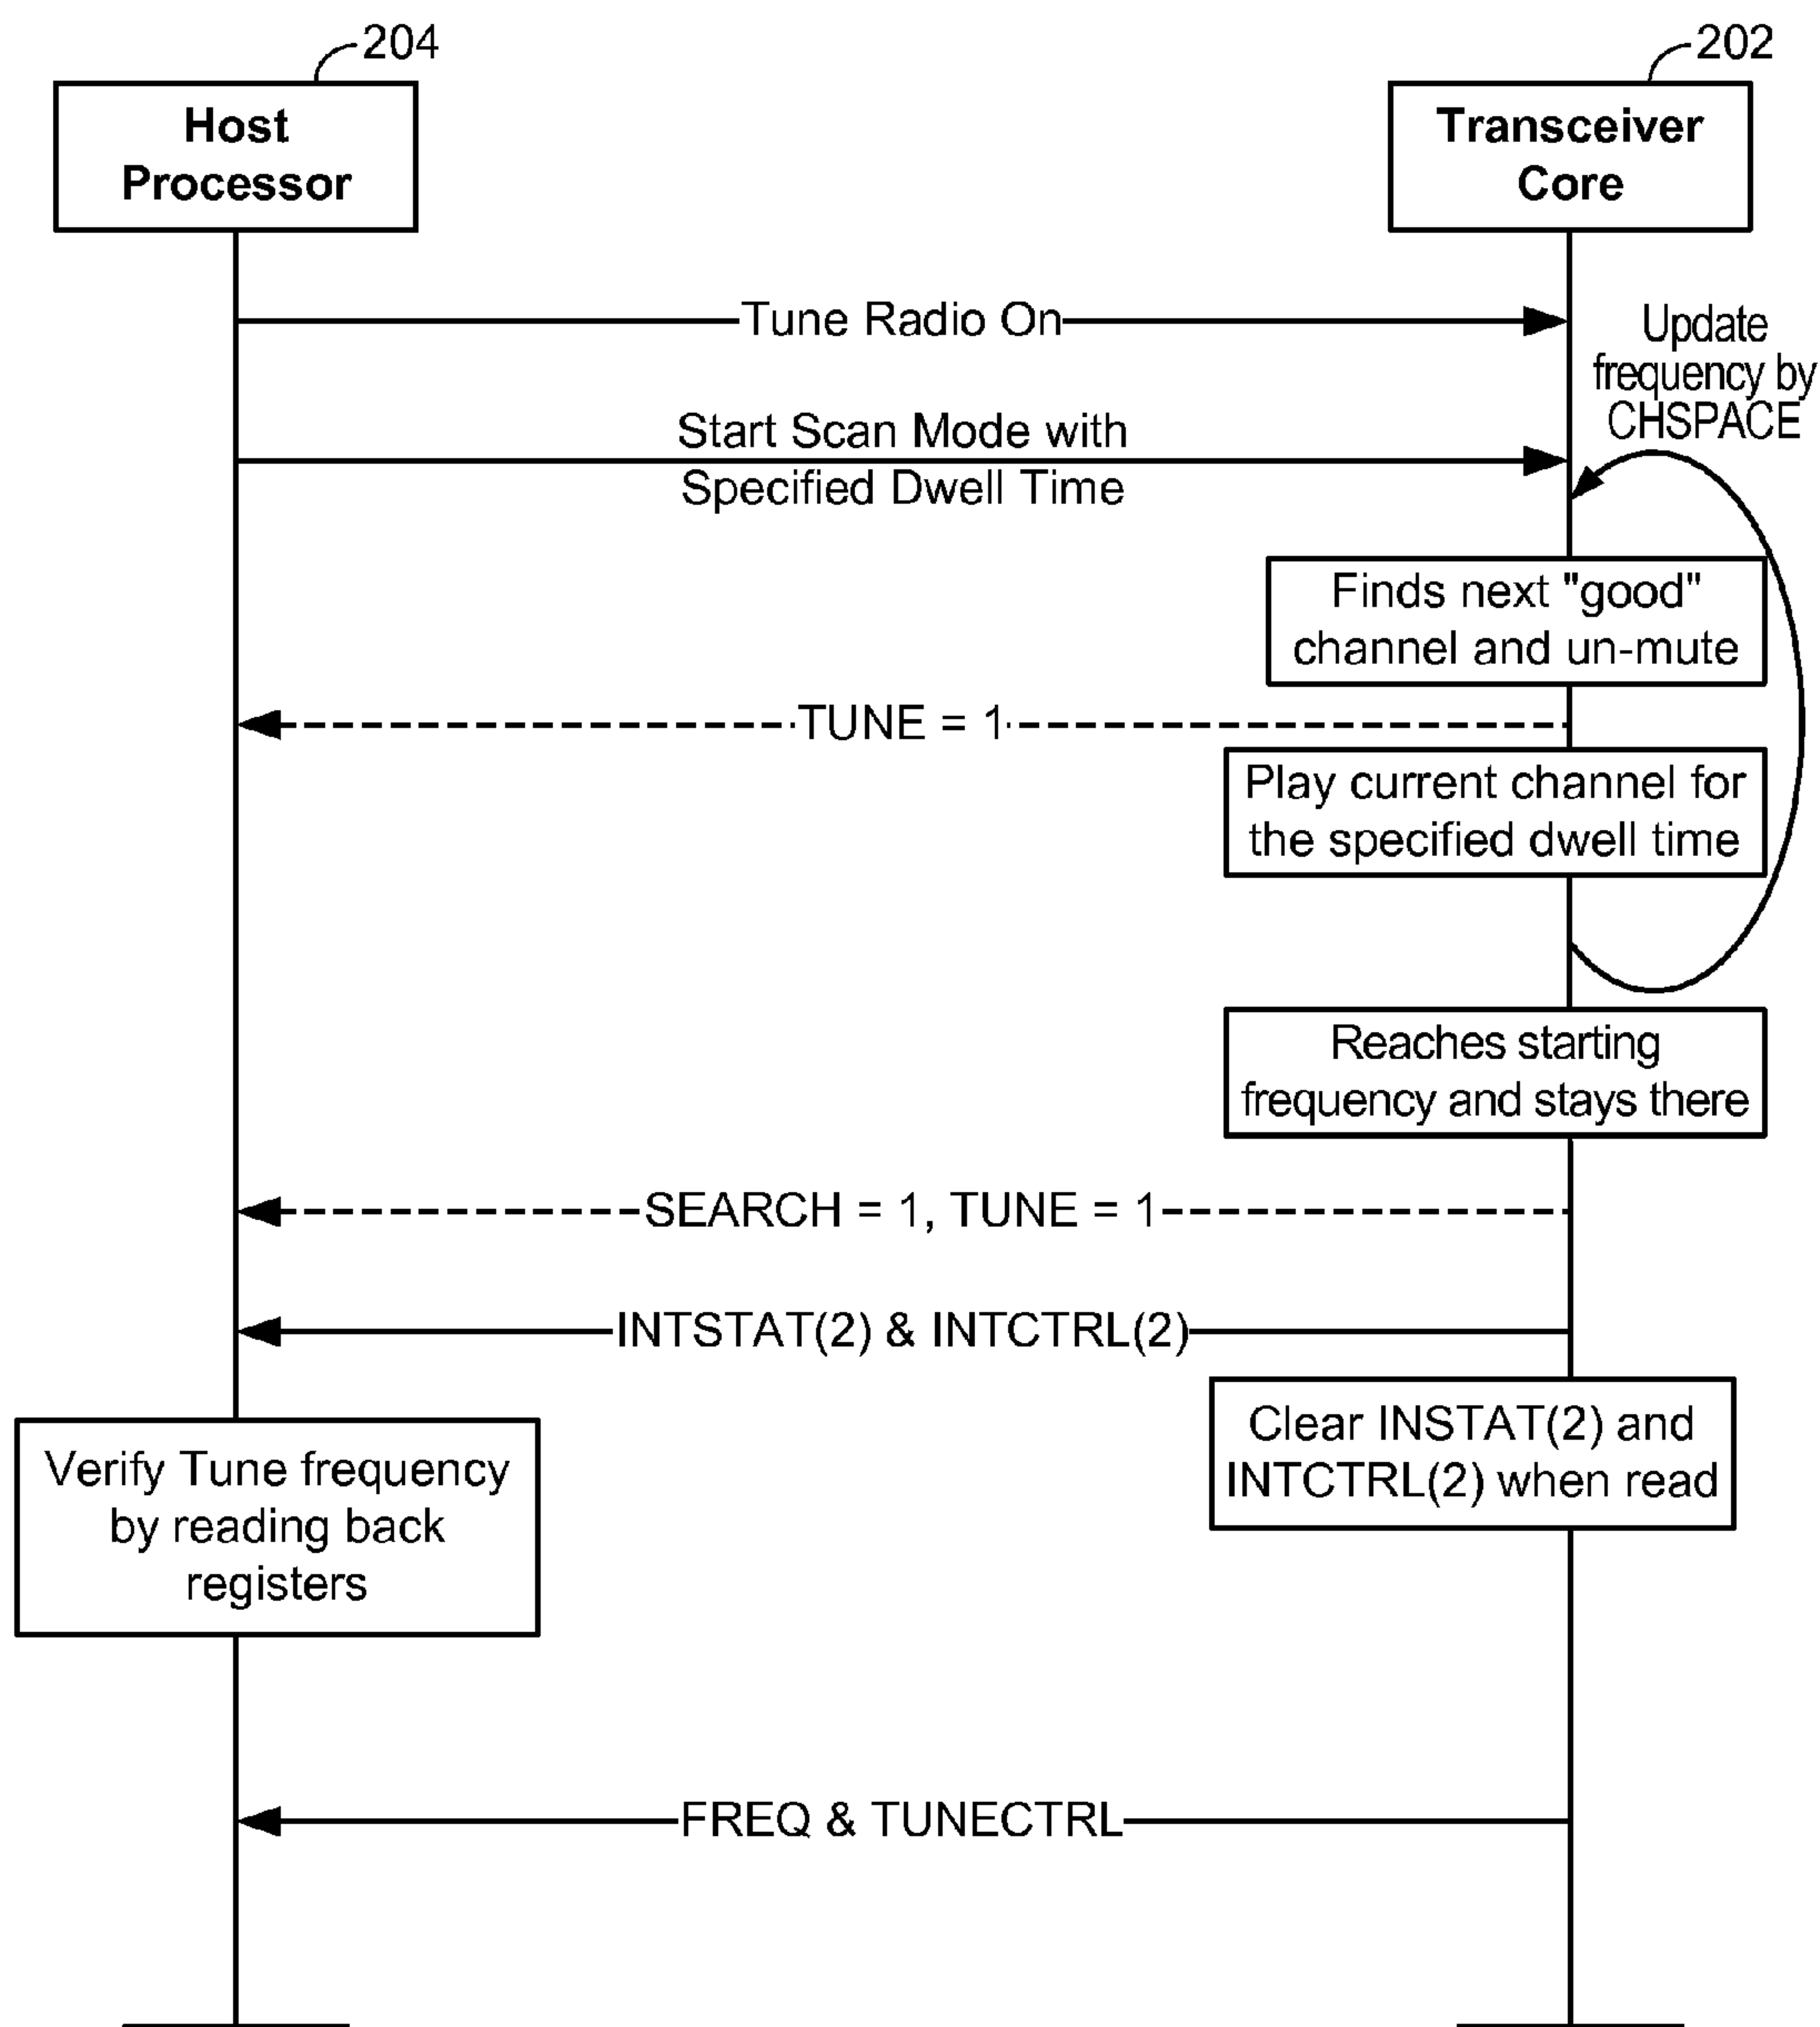 204
202
Host
Processor
Transceiver
Core
Tune Radio On
Update
frequency by
CHSPACE
Start Scan Mode with
Specified Dwell Time
Finds next "good"
channel and un-mute
TUNE = 1
Play current channel for
the specified dwell time
Reaches starting
frequency and stays there
SEARCH = 1, TUNE = 1
INTSTAT(2) & INTCTRL(2)
Clear INSTAT(2) and
INTCTRL(2) when read
Verify Tune frequency
by reading back
registers
FREQ & TUNECTRL